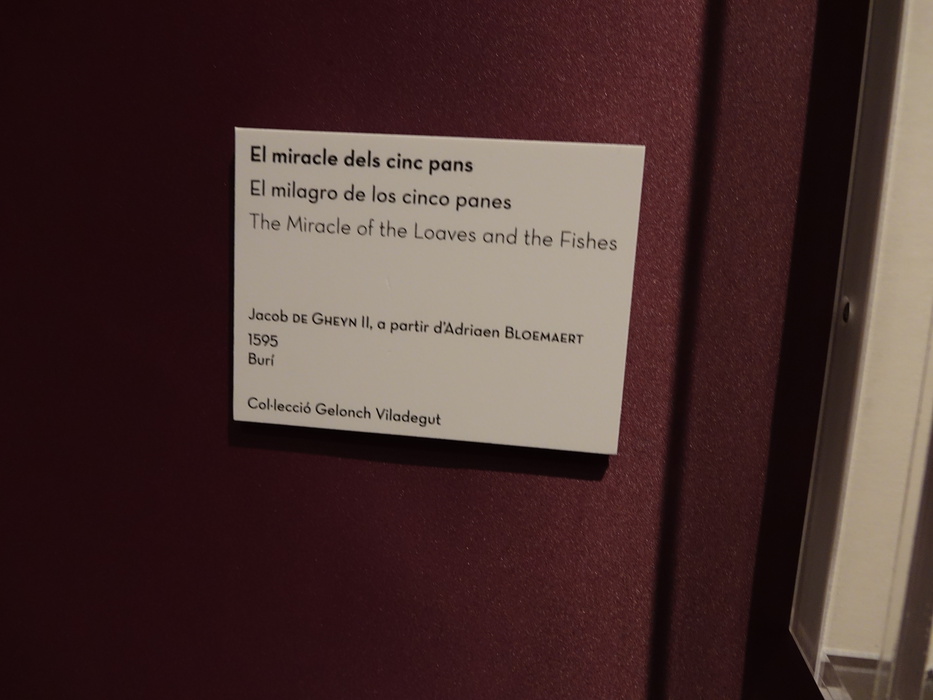 El miracle dels cinc pans
El milagro de los cinco panes
The Miracle of the Loaves and the Fishes
Jacob DE GHEYN II, a partir d'Adriaen BLOEMAERT
1595
Burí
Col·lecció Gelonch Viladegut